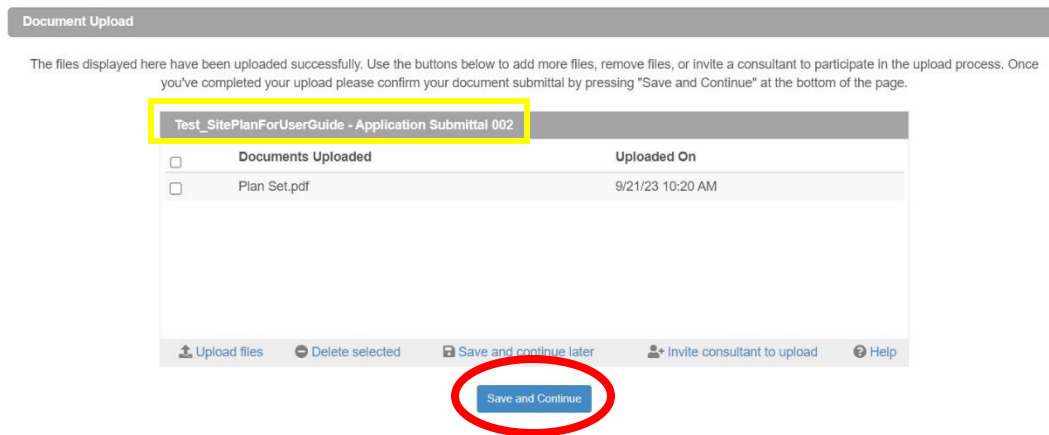 Document Upload
The files displayed here have been uploaded successfully. Use the buttons below to add more files, remove files, or invite a consultant to participate in the upload process. Once
you've completed your upload please confirm your document submittal by pressing "Save and Continue" at the bottom of the page.
Test_SitePlanForUserGuide - Application Submittal 002
Documents Uploaded Uploaded On
Plan Set.pdf 9/21/23 10:20 AM
Upload files Delete selected Save and continue later Invite consultant to upload Help
Save and Continue